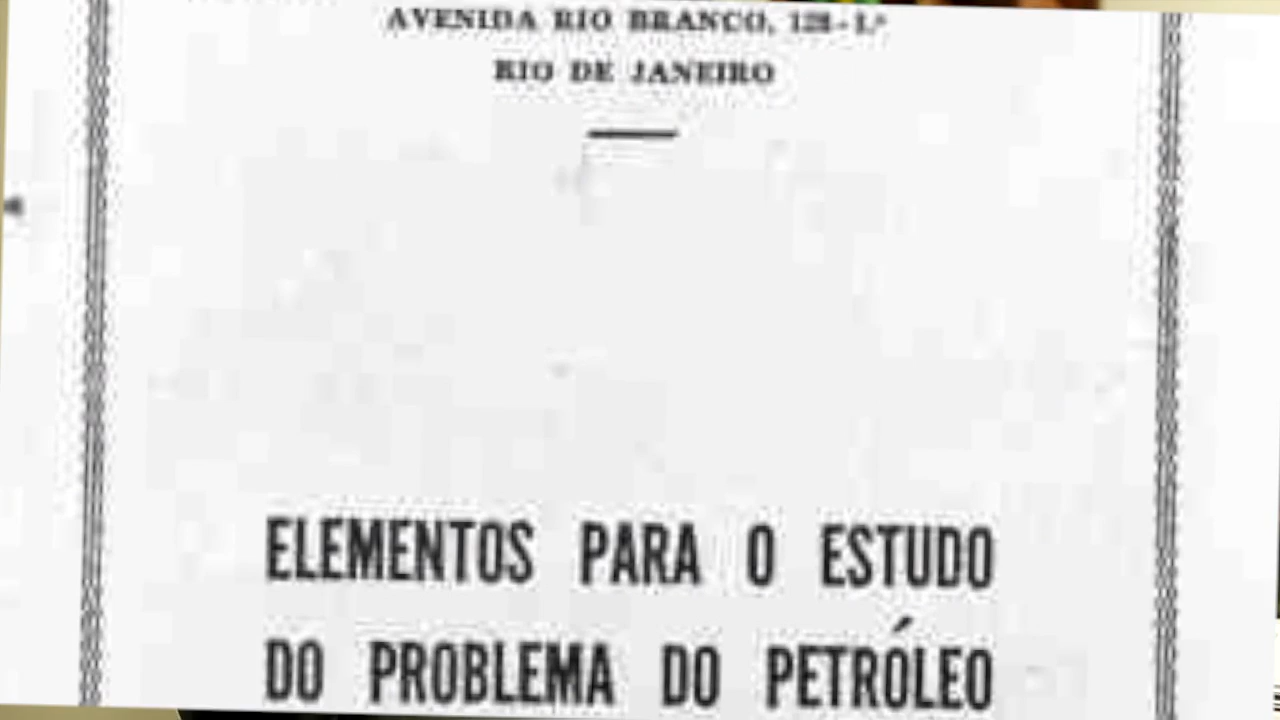 AVENIDA RIO BRANCO, 128-1.º
RIO DE JANEIRO
ELEMENTOS PARA O ESTUDO
DO PROBLEMA DO PETRÓLEO